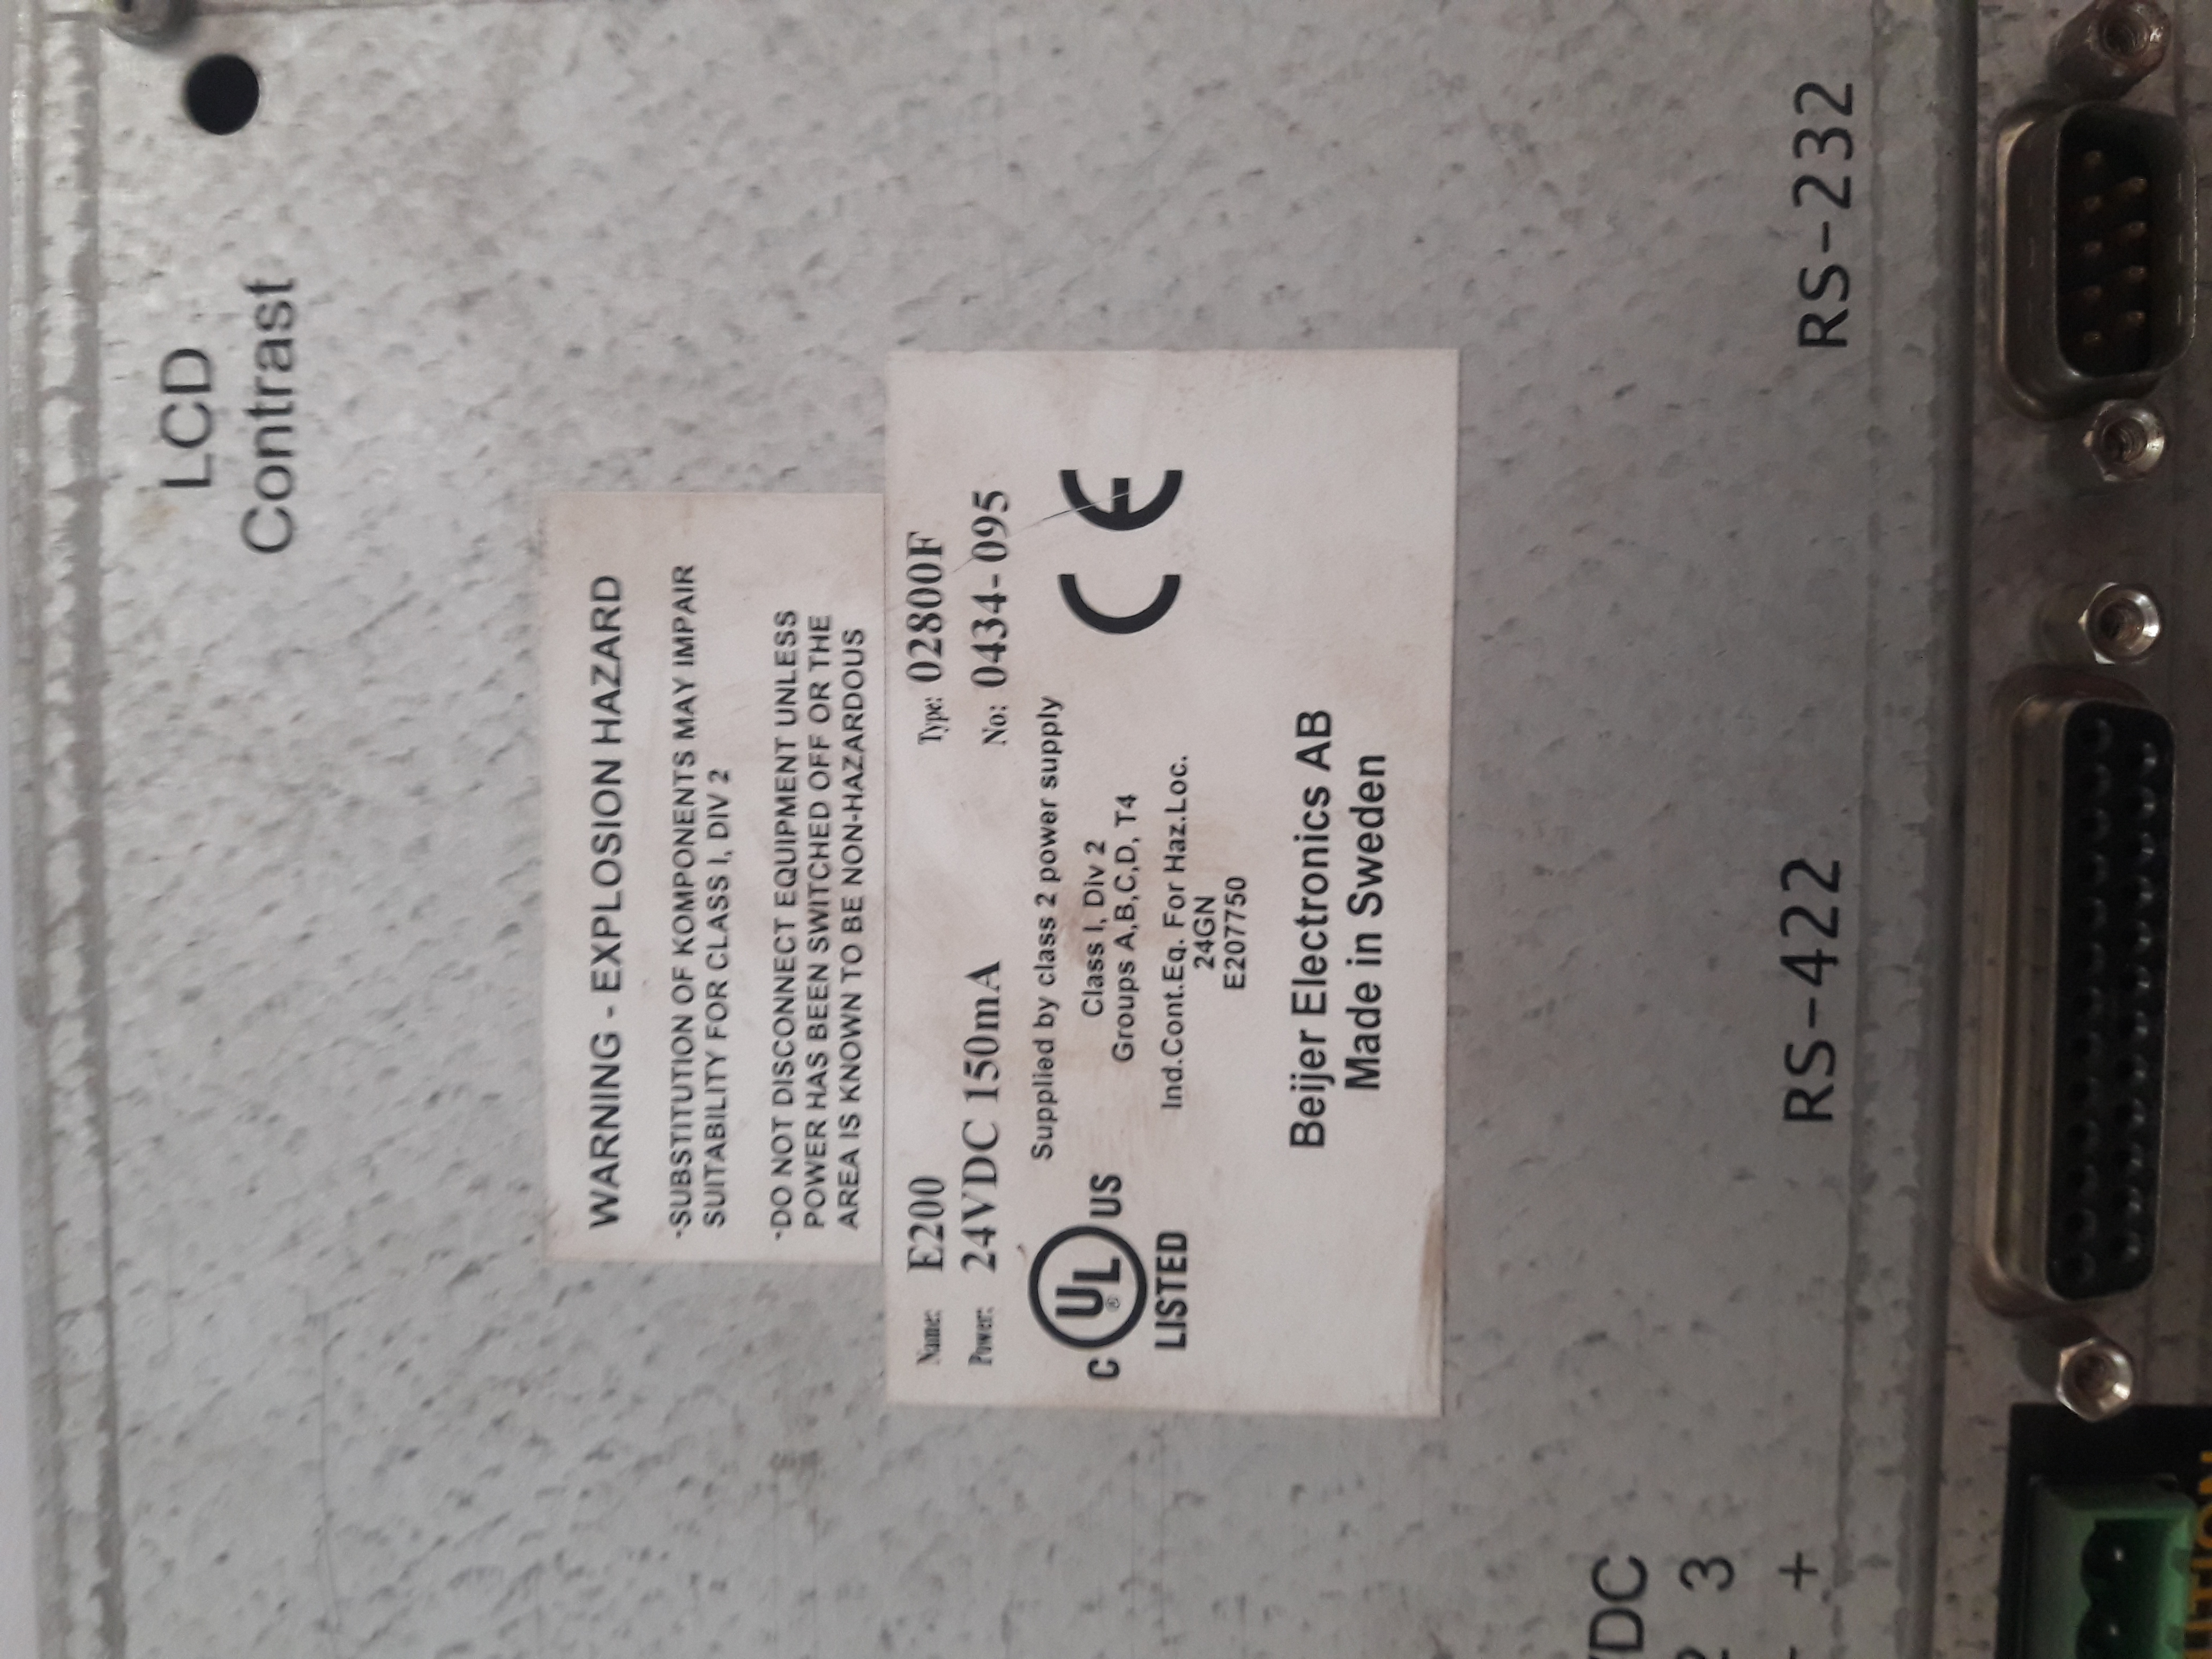 LCD
Contrast
WARNING - EXPLOSION HAZARD
-SUBSTITUTION OF KOMPONENTS MAY IMPAIR
SUITABILITY FOR CLASS I, DIV 2
-DO NOT DISCONNECT EQUIPMENT UNLESS
POWER HAS BEEN SWITCHED OFF OR THE
AREA IS KNOWN TO BE NON-HAZARDOUS
Name: E200 Type: 02800F
Power: 24VDC 150mA No: 0434-095
Supplied by class 2 power supply
C UL ® US
LISTED
Class I, Div 2
Groups A,B,C,D, T4
Ind.Cont.Eq. For Haz.Loc.
24GN
E207750
CE
Beijer Electronics AB
Made in Sweden
VDC
2 3
- +
RS-422
RS-232